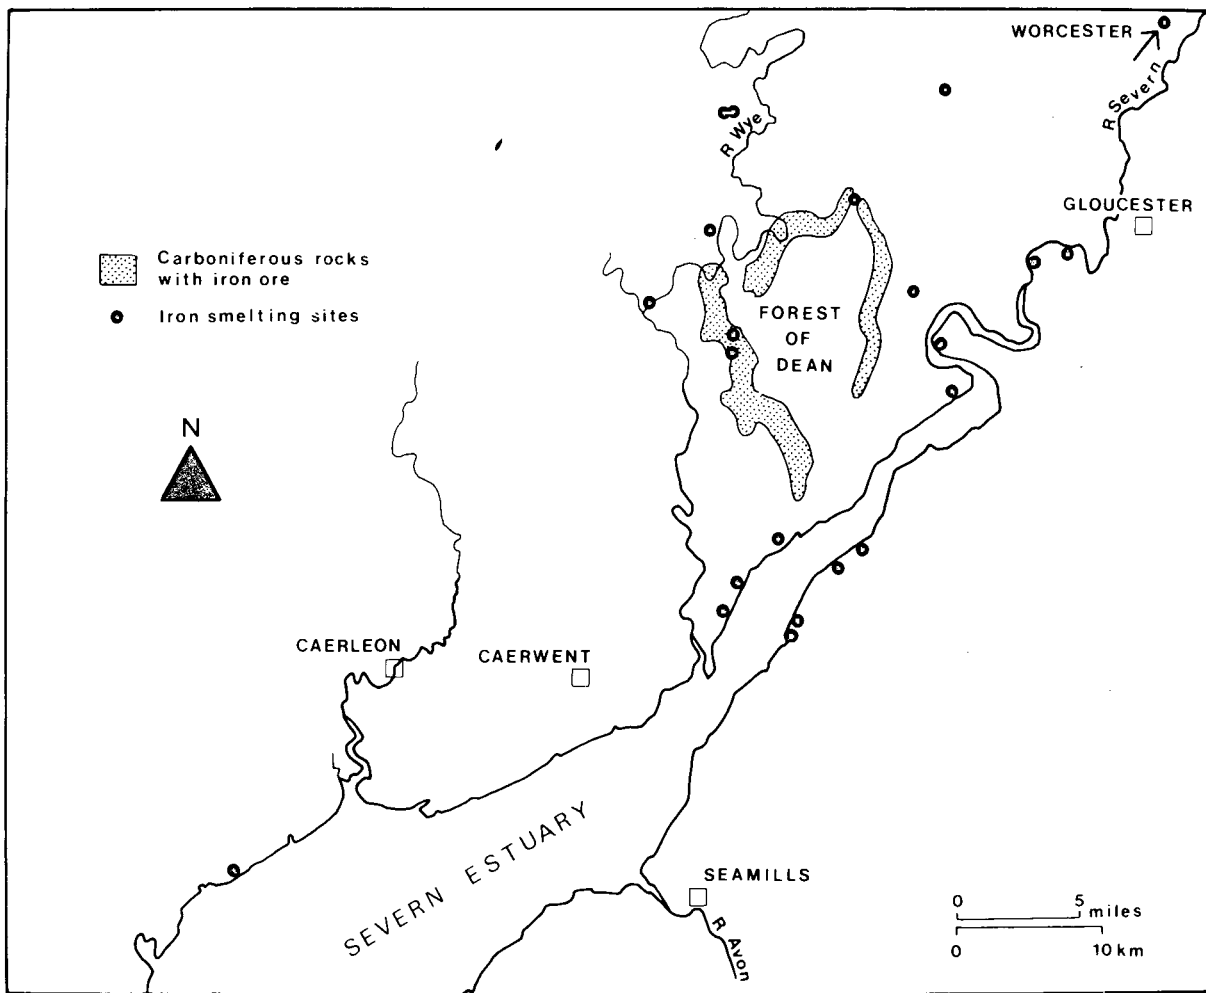 WORCESTER
R Severn
R Wye
GLOUCESTER
Carboniferous rocks
with iron ore
Iron smelting sites
FOREST
OF
DEAN
N
CAERLEON
CAERWENT
SEVERN ESTUARY
SEAMILLS
R Avon
0 5 miles
0 10 km